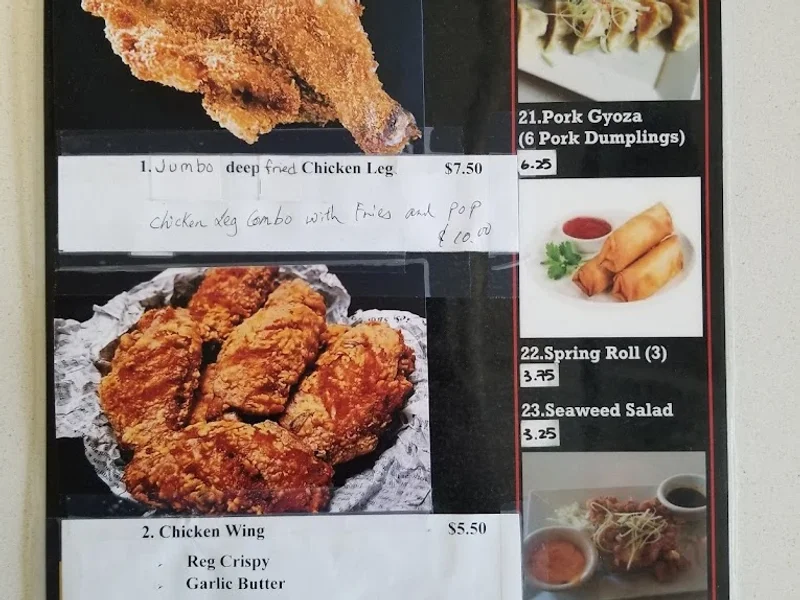 1. Jumbo deep fried Chicken Leg $7.50
Chicken Leg Combo with Fries and pop
$ 10.00
2. Chicken Wing $5.50
Reg Crispy
Garlic Butter
21.Pork Gyoza
(6 Pork Dumplings)
6.25
22.Spring Roll (3)
3.75
23.Seaweed Salad
3.25